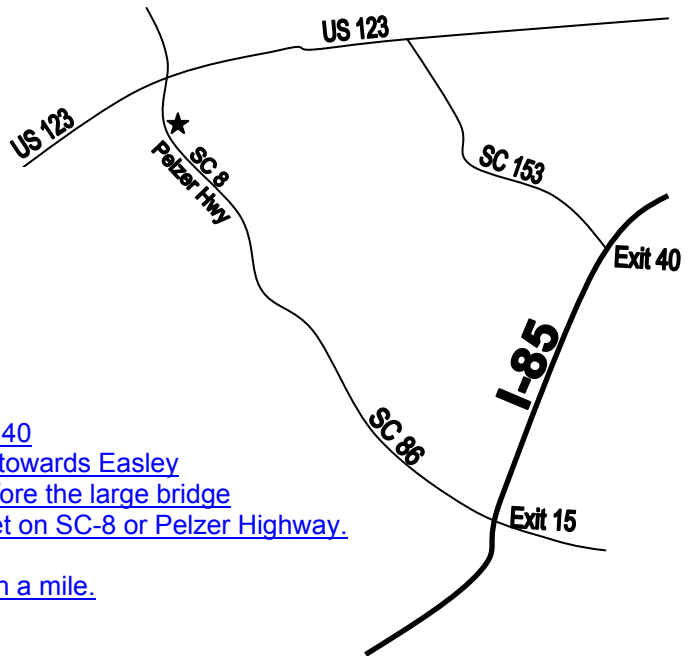 US 123
US 123
SC 8
Pelzer Hwy
SC 153
Exit 40
I-85
SC 86
Exit 15
40
towards Easley
fore the large bridge
et on SC-8 or Pelzer Highway.
n a mile.